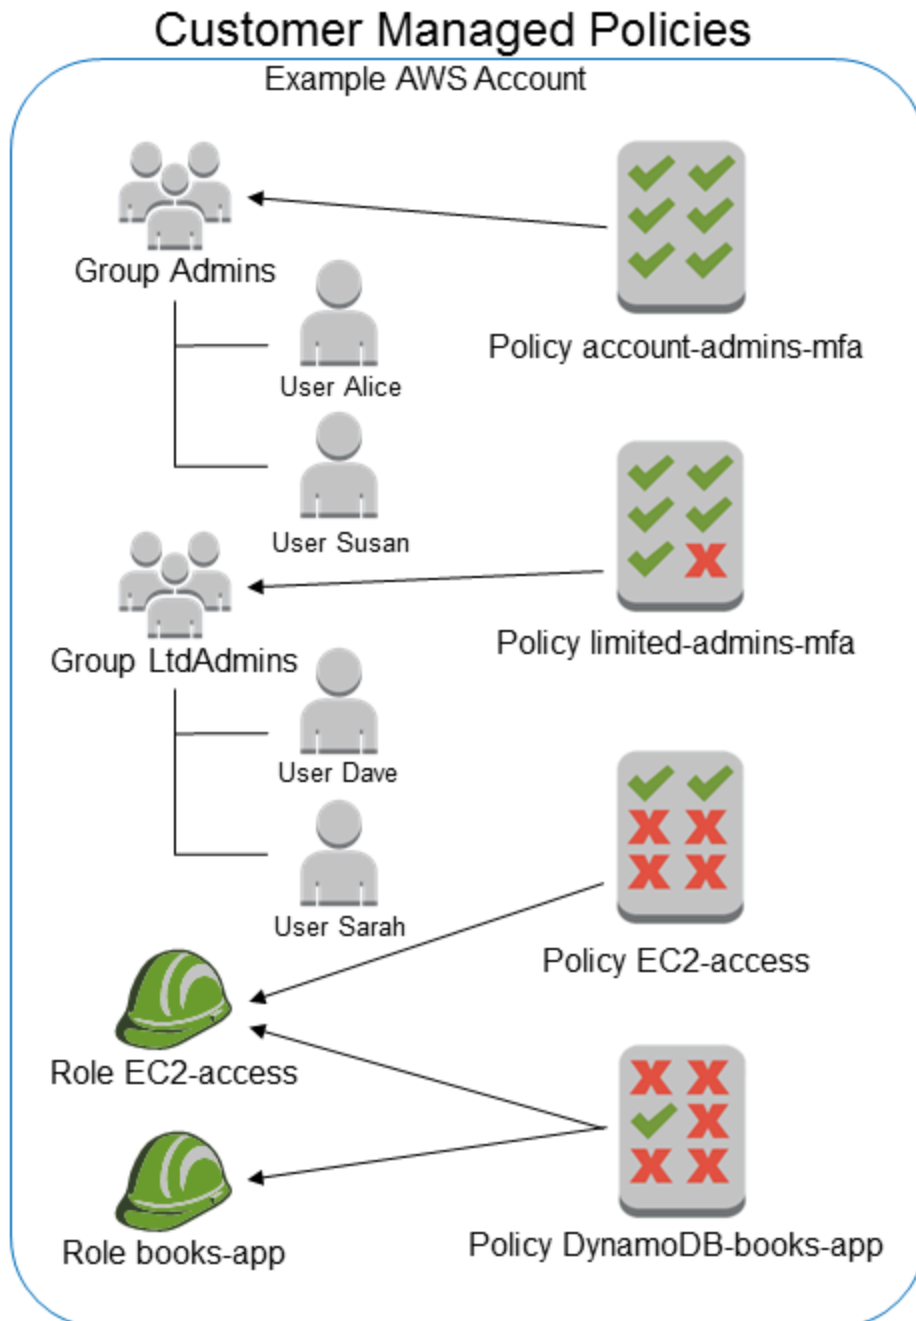 Customer Managed Policies
Example AWS Account
Group Admins
User Alice
Policy account-admins-mfa
User Susan
Group LtdAdmins
Policy limited-admins-mfa
User Dave
User Sarah
Policy EC2-access
Role EC2-access
Role books-app
Policy DynamoDB-books-app